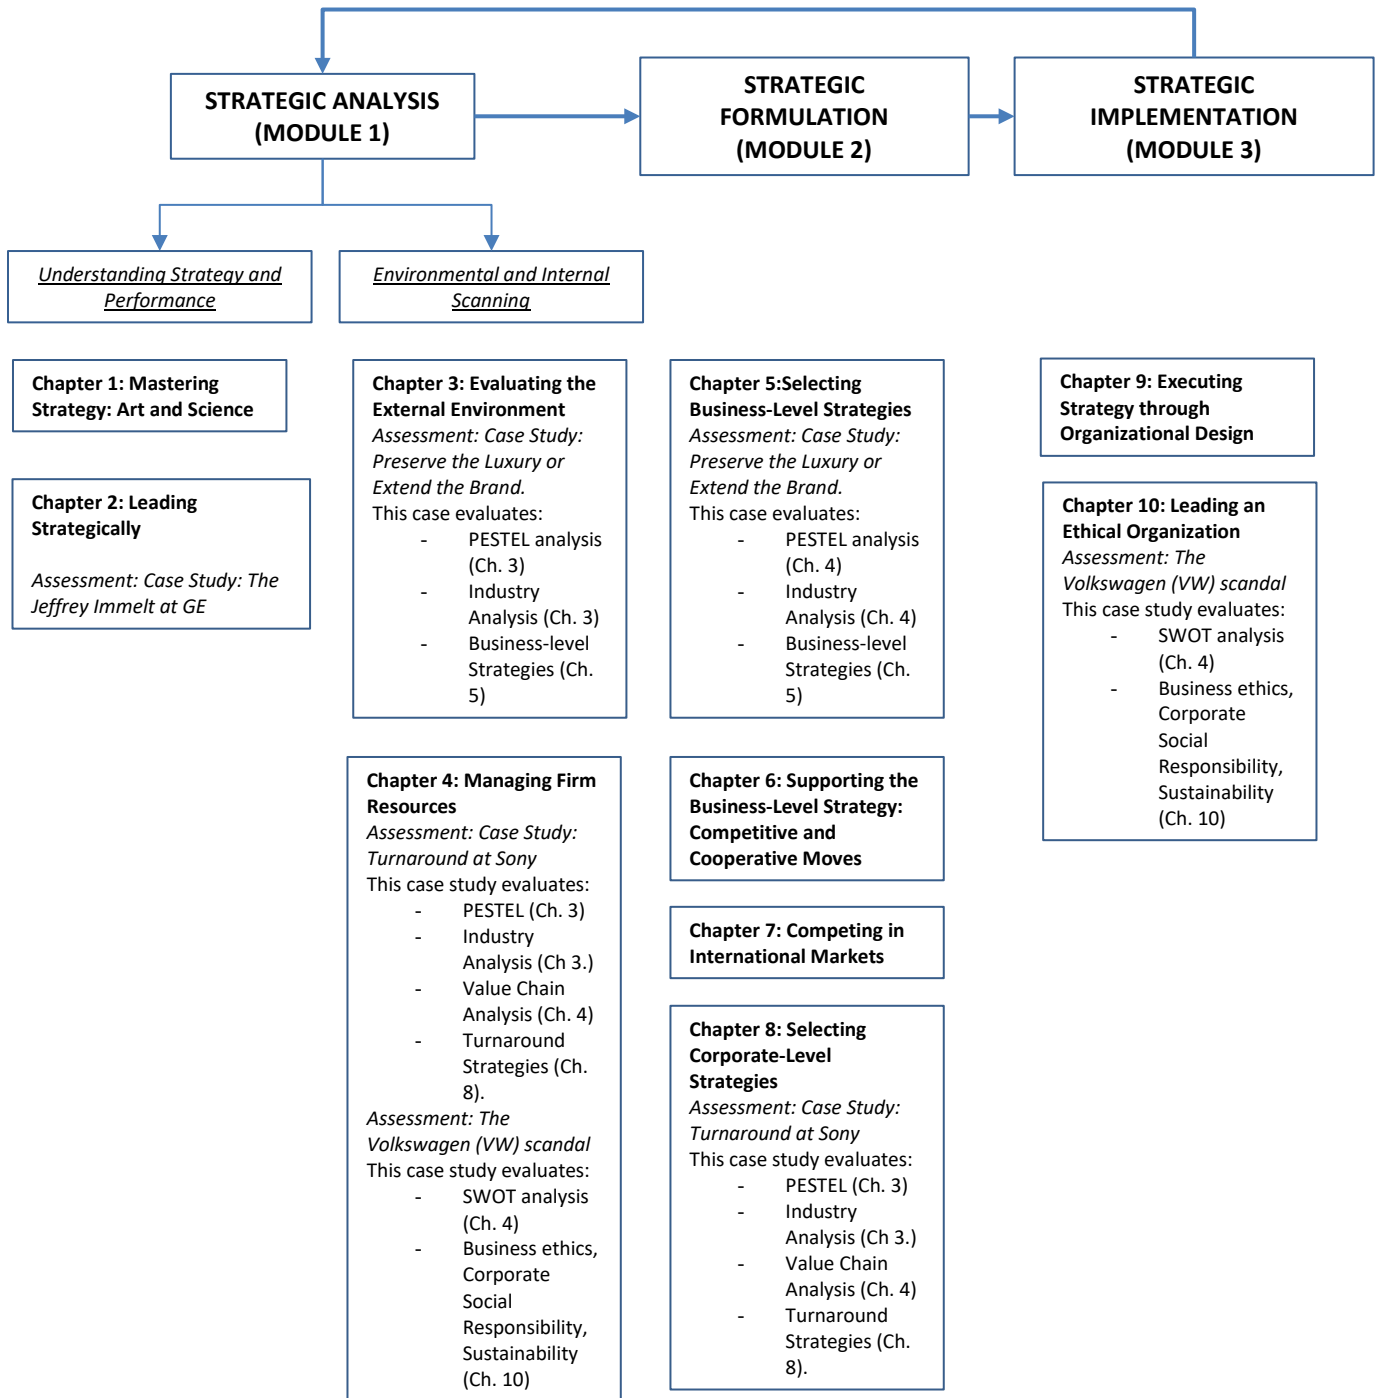 STRATEGIC ANALYSIS
(MODULE 1)
STRATEGIC
FORMULATION
(MODULE 2)
STRATEGIC
IMPLEMENTATION
(MODULE 3)
Understanding Strategy and
Performance
Environmental and Internal
Scanning
Chapter 1: Mastering
Strategy: Art and Science
Chapter 2: Leading
Strategically
Assessment: Case Study: The
Jeffrey Immelt at GE
Chapter 3: Evaluating the
External Environment
Assessment: Case Study:
Preserve the Luxury or
Extend the Brand.
This case evaluates:
- PESTEL analysis
(Ch. 3)
- Industry
Analysis (Ch. 3)
- Business-level
Strategies (Ch.
5)
Chapter 4: Managing Firm
Resources
Assessment: Case Study:
Turnaround at Sony
This case study evaluates:
- PESTEL (Ch. 3)
- Industry
Analysis (Ch 3.)
- Value Chain
Analysis (Ch. 4)
- Turnaround
Strategies (Ch.
8).
Assessment: The
Volkswagen (VW) scandal
This case study evaluates:
- SWOT analysis
(Ch. 4)
- Business ethics,
Corporate
Social
Responsibility,
Sustainability
(Ch. 10)
Chapter 5:Selecting
Business-Level Strategies
Assessment: Case Study:
Preserve the Luxury or
Extend the Brand.
This case evaluates:
- PESTEL analysis
(Ch. 4)
- Industry
Analysis (Ch. 4)
- Business-level
Strategies (Ch.
5)
Chapter 6: Supporting the
Business-Level Strategy:
Competitive and
Cooperative Moves
Chapter 7: Competing in
International Markets
Chapter 8: Selecting
Corporate-Level
Strategies
Assessment: Case Study:
Turnaround at Sony
This case study evaluates:
- PESTEL (Ch. 3)
- Industry
Analysis (Ch 3.)
- Value Chain
Analysis (Ch. 4)
- Turnaround
Strategies (Ch.
8).
Chapter 9: Executing
Strategy through
Organizational Design
Chapter 10: Leading an
Ethical Organization
Assessment: The
Volkswagen (VW) scandal
This case study evaluates:
- SWOT analysis
(Ch. 4)
- Business ethics,
Corporate
Social
Responsibility,
Sustainability
(Ch. 10)